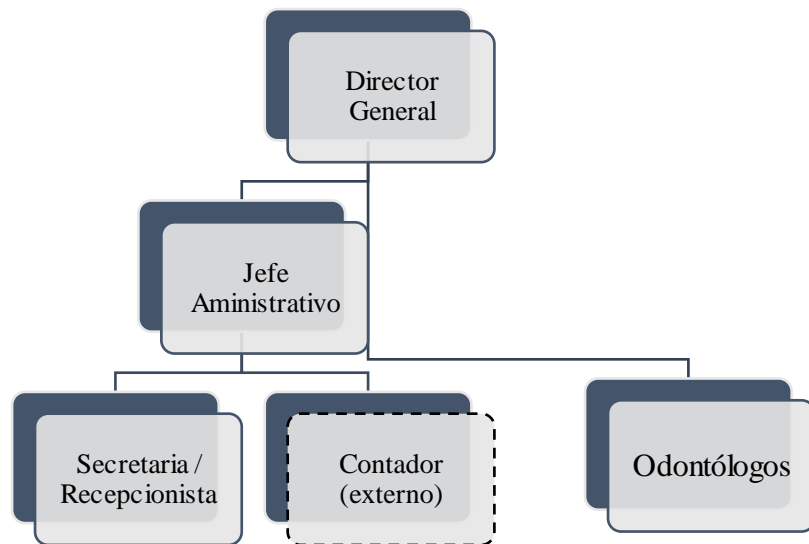 Director
General
Jefe
Aministrativo
Secretaria /
Recepcionista
Contador
(externo)
Odontólogos